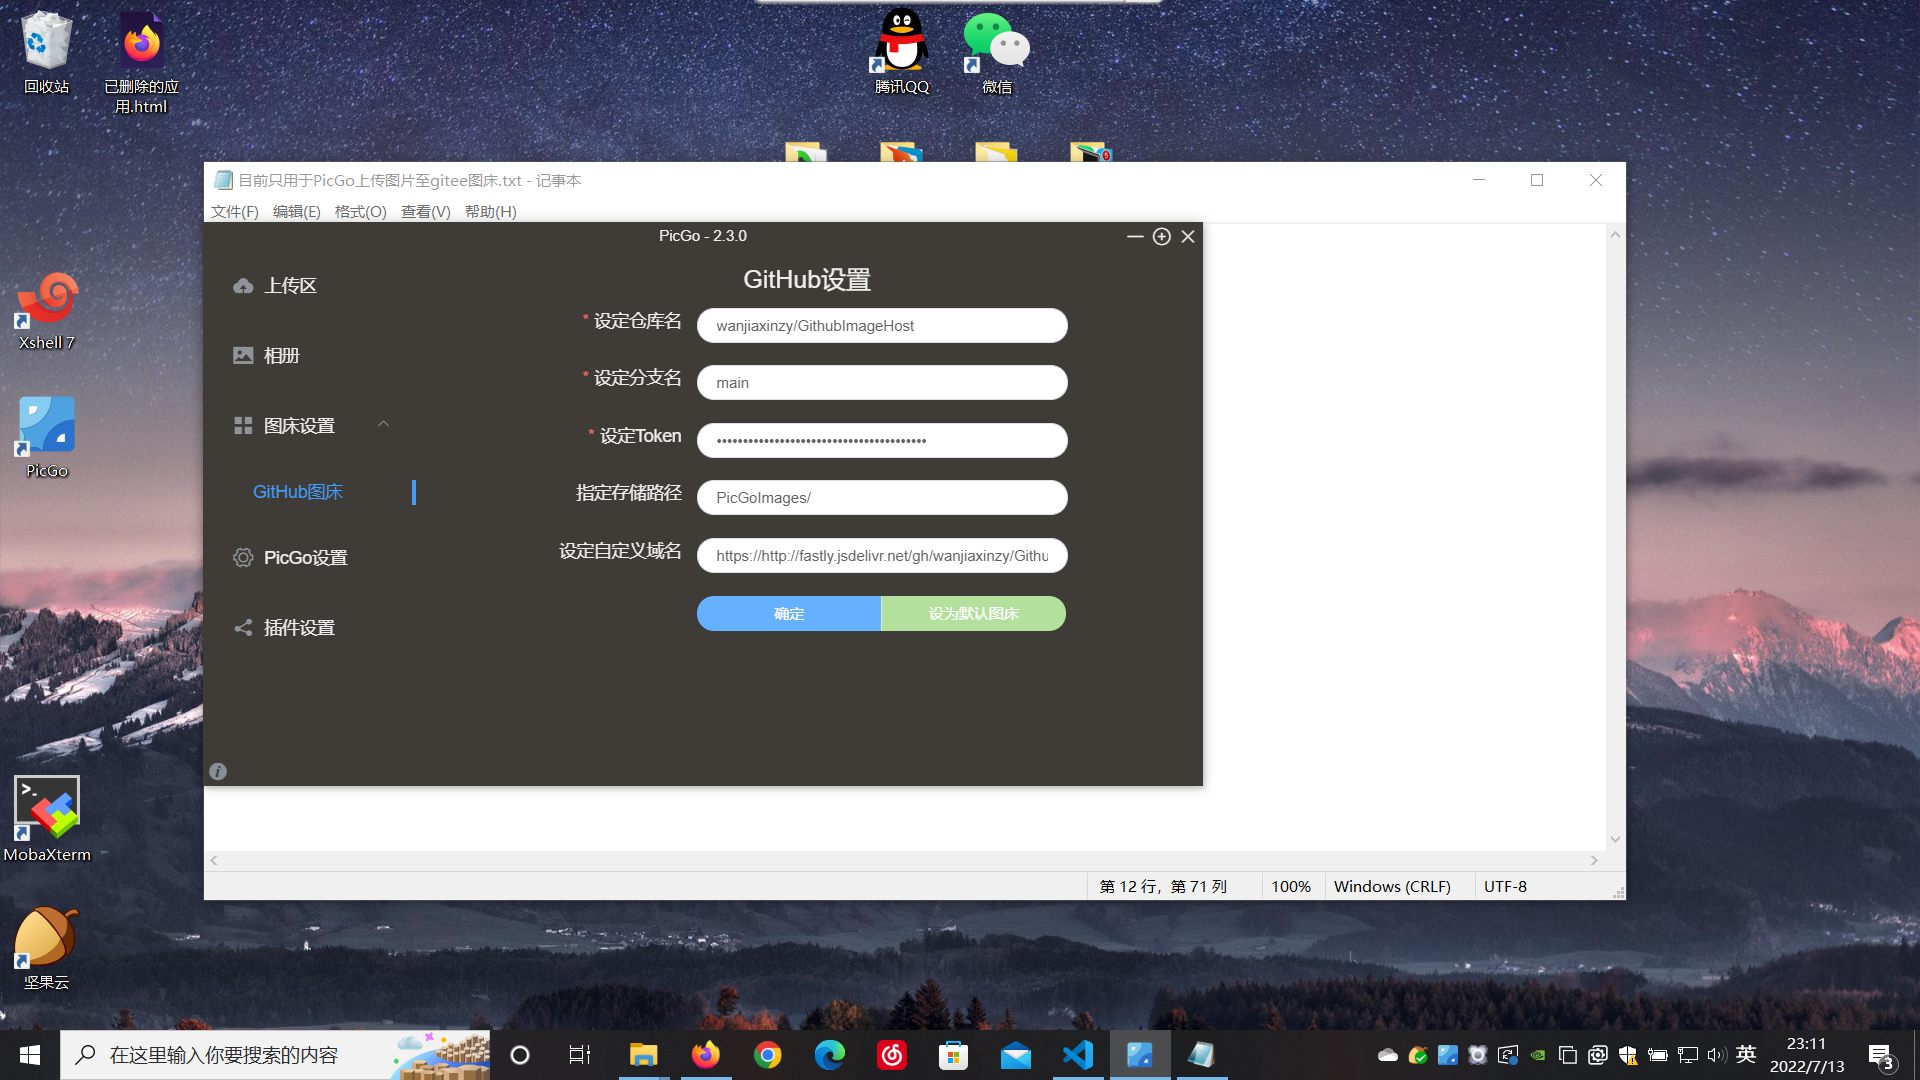 回收站
已删除的应
用.html
腾讯QQ
微信
Xshell 7
PicGo
MobaXterm
坚果云
目前只用于PicGo上传图片至gitee图床.txt - 记事本
文件(F) 编辑(E) 格式(O) 查看(V) 帮助(H)
PicGo - 2.3.0
上传区
相册
图床设置
GitHub图床
PicGo设置
插件设置
GitHub设置
* 设定仓库名 wanjiaxinzy/GithubImageHost
* 设定分支名 main
* 设定Token ••••••••••••••••••••••••••••••••••••••••
指定存储路径 PicGoImages/
设定自定义域名 https://http://fastly.jsdelivr.net/gh/wanjiaxinzy/Githu
确定 设为默认图床
第 12 行，第 71 列 100% Windows (CRLF) UTF-8
在这里输入你要搜索的内容
英
23:11
2022/7/13
3